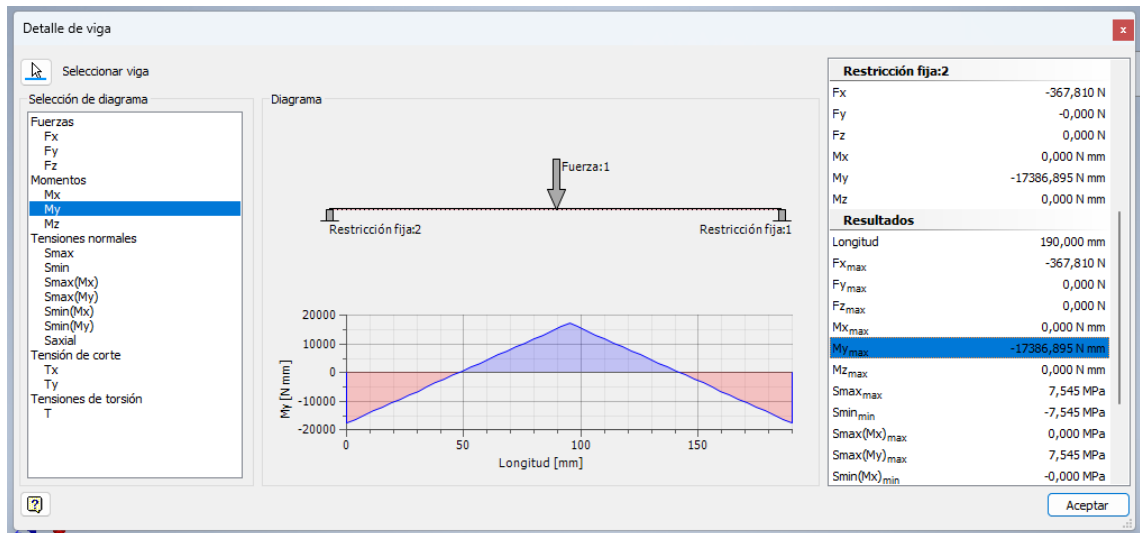 Detalle de viga
x
Seleccionar viga
Selección de diagrama
Fuerzas
Fx
Fy
Fz
Momentos
Mx
My
Mz
Tensiones normales
Smax
Smin
Smax(Mx)
Smax(My)
Smin(Mx)
Smin(My)
Saxial
Tensión de corte
Tx
Ty
Tensiones de torsión
T
Diagrama
Fuerza:1
Restricción fija:2
Restricción fija:1
20000
10000
0
-10000
-20000
My [N mm]
0
50
100
150
Longitud [mm]
Restricción fija:2
Fx -367,810 N
Fy -0,000 N
Fz 0,000 N
Mx 0,000 N mm
My -17386,895 N mm
Mz 0,000 N mm
Resultados
Longitud 190,000 mm
Fxmax -367,810 N
Fymax 0,000 N
Fzmax 0,000 N
Mxmax 0,000 N mm
Mymax -17386,895 N mm
Mzmax 0,000 N mm
Smaxmax 7,545 MPa
Sminmin -7,545 MPa
Smax(Mx)max 0,000 MPa
Smax(My)max 7,545 MPa
Smin(Mx)min -0,000 MPa
?
Aceptar